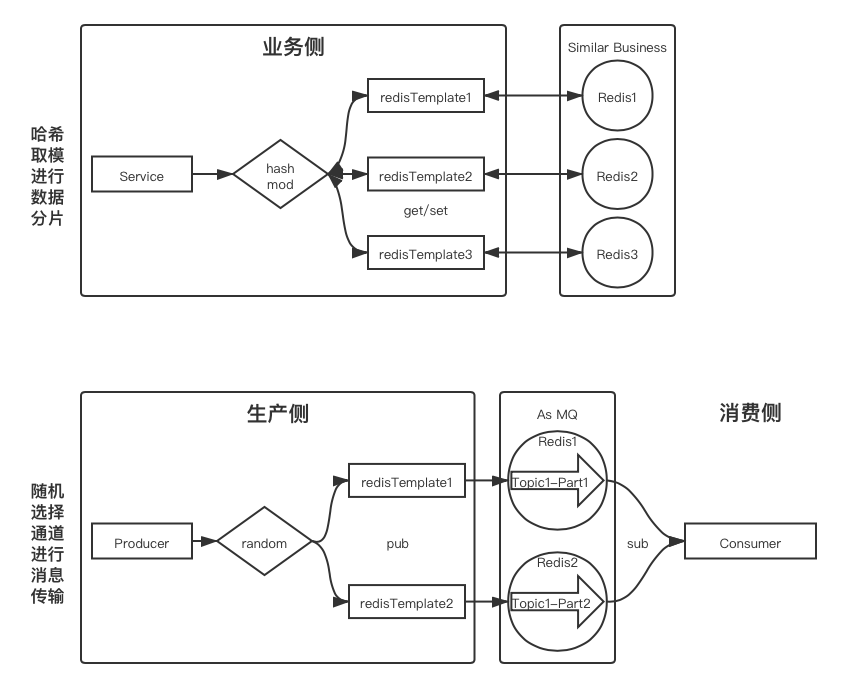 业务侧
Similar Business
哈希
取模
进行
数据
分片
Service
hash
mod
redisTemplate1
redisTemplate2
get/set
redisTemplate3
Redis1
Redis2
Redis3
生产侧
As MQ
消费侧
随机
选择
通道
进行
消息
传输
Producer
random
redisTemplate1
pub
redisTemplate2
Redis1
Topic1-Part1
Redis2
Topic1-Part2
sub
Consumer